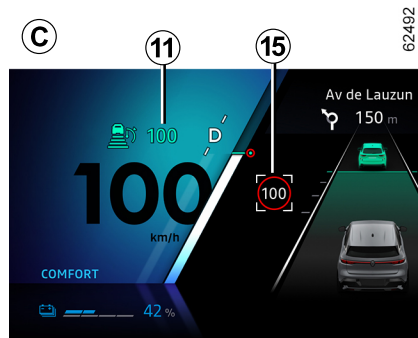 C
11
15
62492
Av de Lauzun
150 m
100
D
100
km/h
100
COMFORT
42 %